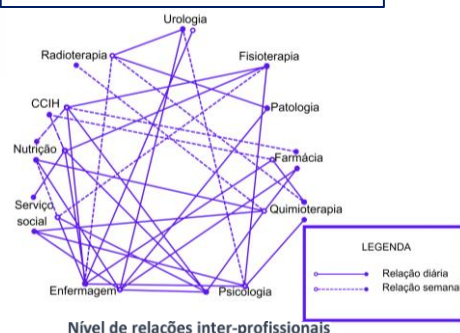 Urologia
Radioterapia
Fisioterapia
CCIH
Patologia
Nutrição
Farmácia
Serviço
social
Quimioterapia
LEGENDA
Relação diária
Relação semana
Enfermagem
Psicologia
Nível de relações inter-profissionais